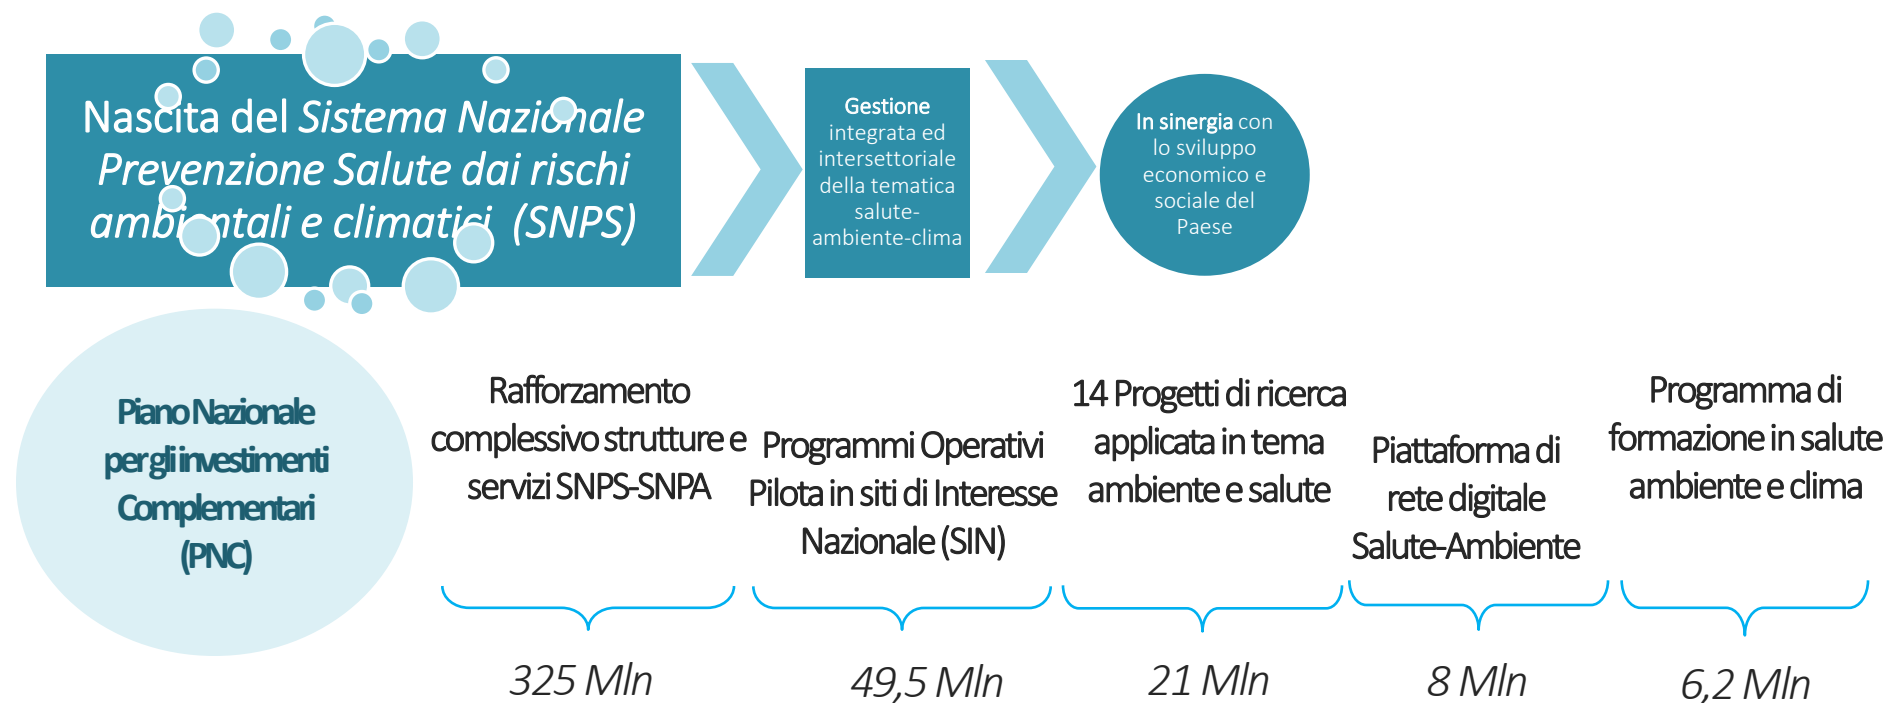 Nascita del Sistema Nazionale
Prevenzione Salute dai rischi
ambientali e climatici (SNPS)
Gestione
integrata ed
intersettoriale
della tematica
salute-
ambiente-clima
In sinergia con
lo sviluppo
economico e
sociale del
Paese
Piano Nazionale
per gli investimenti
Complementari
(PNC)
Rafforzamento
complessivo strutture e
servizi SNPS-SNPA
Programmi Operativi
Pilota in siti di Interesse
Nazionale (SIN)
14 Progetti di ricerca
applicata in tema
ambiente e salute
Piattaforma di
rete digitale
Salute-Ambiente
Programma di
formazione in salute
ambiente e clima
325 Mln
49,5 Mln
21 Mln
8 Mln
6,2 Mln